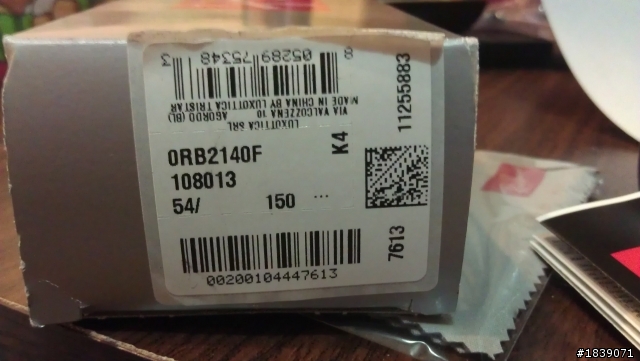 8 05289 75348 3
MADE IN CHINA BY LUXOTTICA TRISTAR
VIA VALCOZZENA 10 AGORDO (BL)
LUXOTTICA SRL
K4
11255883
0RB2140F
108013
54/ 150 ...
7613
00200104447613
#1839071